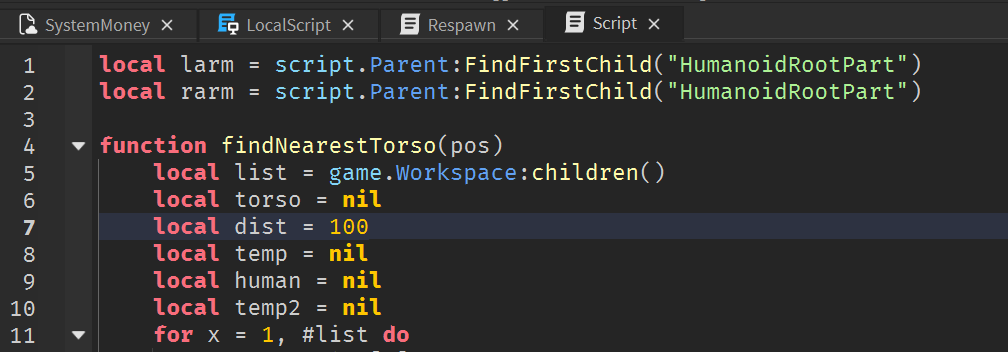 SystemMoney × LocalScript × Respawn × Script ×
1 local larm = script.Parent:FindFirstChild("HumanoidRootPart")
2 local rarm = script.Parent:FindFirstChild("HumanoidRootPart")
3
4 function findNearestTorso(pos)
5 local list = game.Workspace:children()
6 local torso = nil
7 local dist = 100
8 local temp = nil
9 local human = nil
10 local temp2 = nil
11 for x = 1, #list do